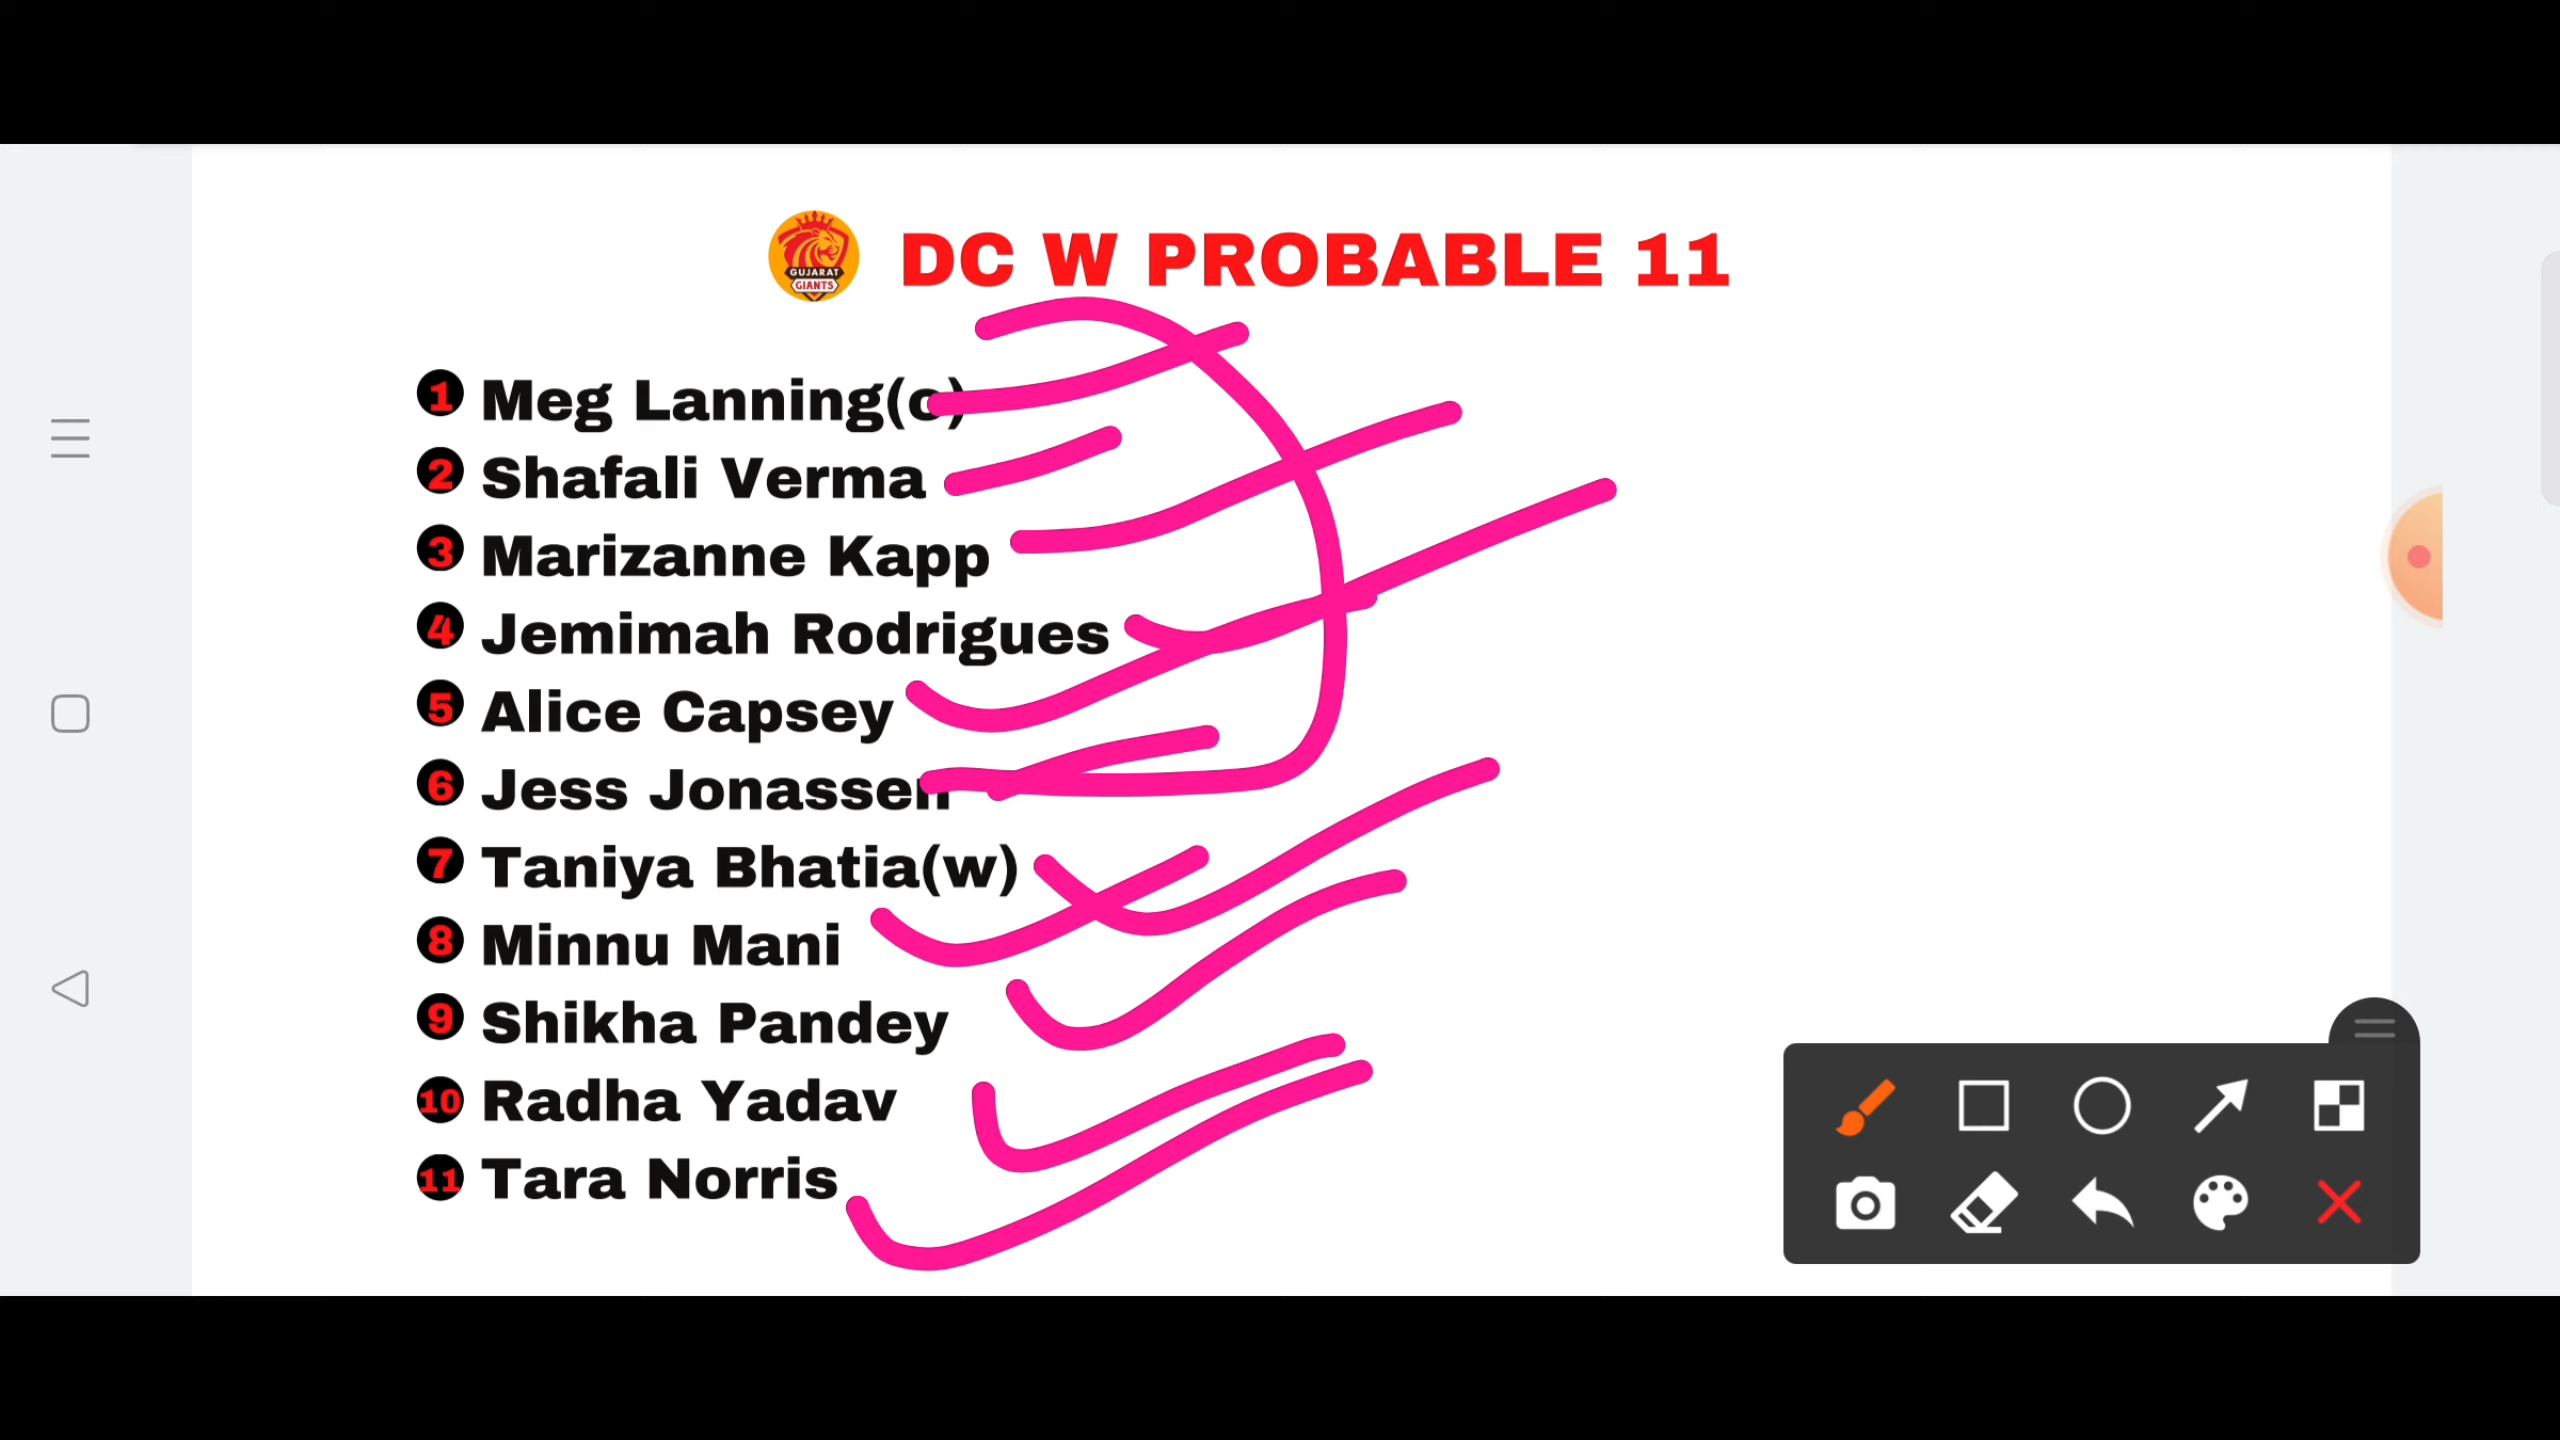 GUJARAT
GIANTS
DC W PROBABLE 11
1 Meg Lanning(c)
2 Shafali Verma
3 Marizanne Kapp
4 Jemimah Rodrigues
5 Alice Capsey
6 Jess Jonassen
7 Taniya Bhatia(w)
8 Minnu Mani
9 Shikha Pandey
10 Radha Yadav
11 Tara Norris